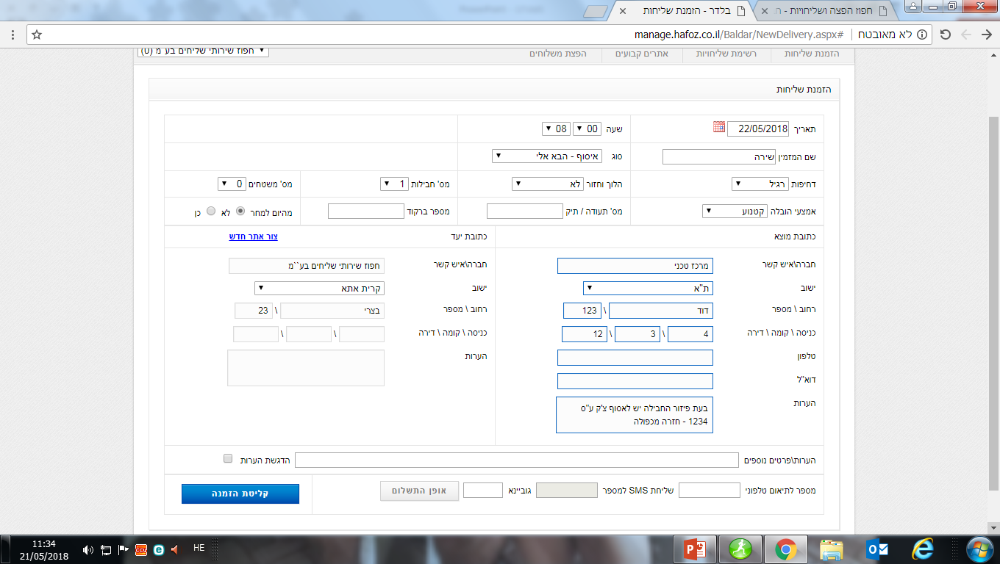 חפוז הפצה ושליחויות - ת
בלדר - הזמנת שליחות
manage.hafoz.co.il/Baldar/NewDelivery.aspx#
לא מאובטח
הזמנת שליחות
רשימת שליחויות
אתרים קבועים
הפצת משלוחים
חפוז שירותי שליחים בע מ (0)
הזמנת שליחות
תאריך 22/05/2018 שעה 00 08
שם המזמין שירה סוג איסוף - הבא אלי
דחיפות רגיל הלוך וחזור לא מס' חבילות 1 מס' משטחים 0
אמצעי הובלה קטנוע מס' תעודה / תיק מספר ברקוד מהיום למחר לא כן
כתובת מוצא
חברה\איש קשר מרכז טכני
ישוב ת"א
רחוב \ מספר דוד \ 123
כניסה \ קומה \ דירה 4 \ 3 \ 12
טלפון
דוא"ל
הערות בעת פיזור החבילה יש לאסוף צ'ק ע"ס
1234 - חזרה מכפולה
כתובת יעד צור אתר חדש
חברה\איש קשר חפוז שירותי שליחים בע``מ
ישוב קרית אתא
רחוב \ מספר בצרי \ 23
כניסה \ קומה \ דירה \ \
הערות
הערות\פרטים נוספים הדגשת הערות
מספר לתיאום טלפוני שליחת SMS למספר גוביינא אופן התשלום קליטת הזמנה
HE
11:34
21/05/2018